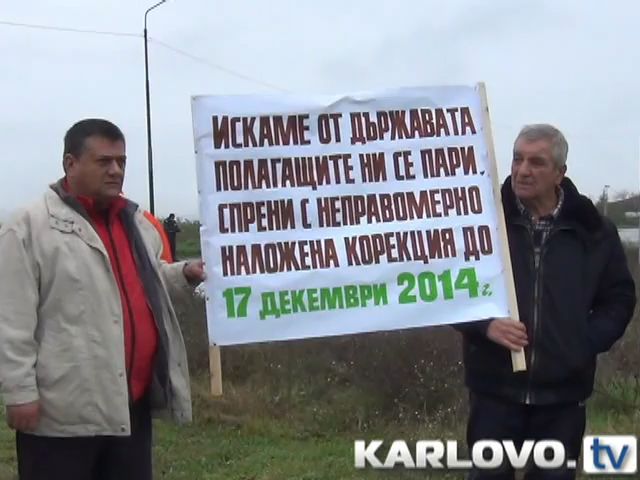 ИСКАМЕ ОТ ДЪРЖАВАТА
ПОЛАГАЩИТЕ НИ СЕ ПАРИ,
СПРЕНИ С НЕПРАВОМЕРНО
НАЛОЖЕНА КОРЕКЦИЯ ДО
17 ДЕКЕМВРИ 2014г.
KARLOVO.tv